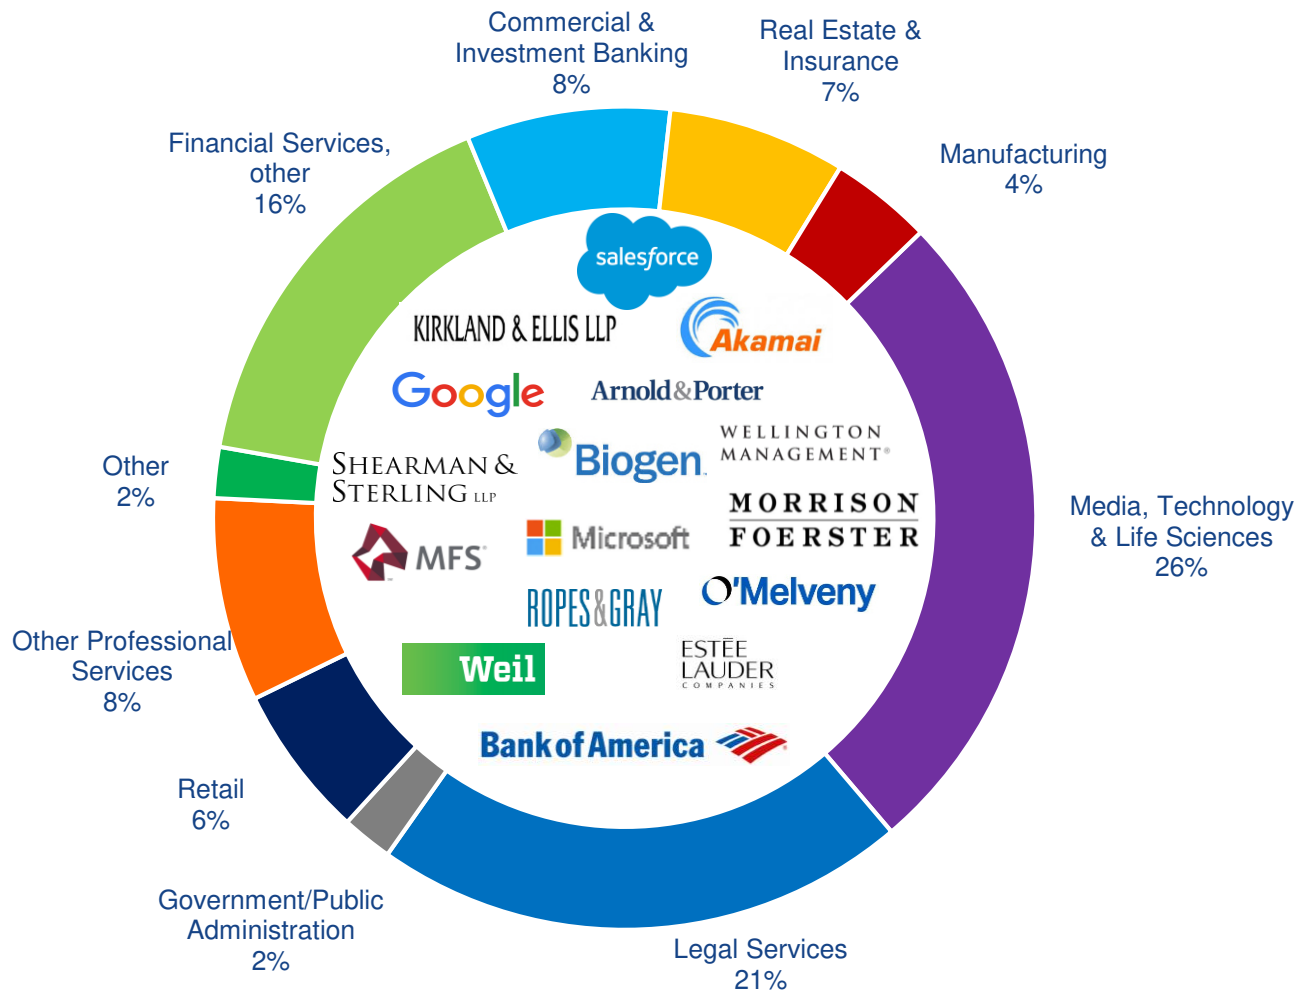 Commercial &
Investment Banking
8%
Real Estate &
Insurance
7%
Manufacturing
4%
Financial Services,
other
16%
Other
2%
Other Professional
Services
8%
Retail
6%
Government/Public
Administration
2%
Legal Services
21%
Media, Technology
& Life Sciences
26%
salesforce
KIRKLAND & ELLIS LLP
Akamai
Google
Arnold&Porter
Biogen
WELLINGTON
MANAGEMENT®
SHEARMAN &
STERLING LLP
MORRISON
FOERSTER
MFS
Microsoft
O'Melveny
ROPES&GRAY
Weil
ESTĒE
LAUDER
COMPANIES
Bank of America